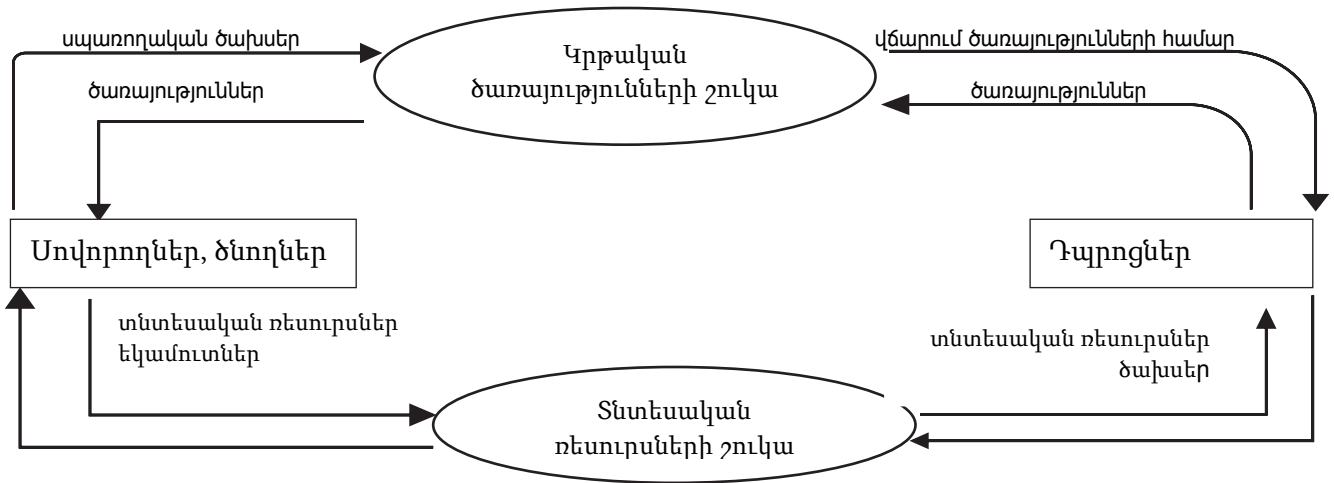 սպառողական ծախսեր
ծառայություններ
Կրթական
ծառայությունների շուկա
վճարում ծառայությունների համար
ծառայություններ
Սովորողներ, ծնողներ
Դպրոցներ
տնտեսական ռեսուրսներ
եկամուտներ
տնտեսական ռեսուրսներ
ծախսեր
Տնտեսական
ռեսուրսների շուկա